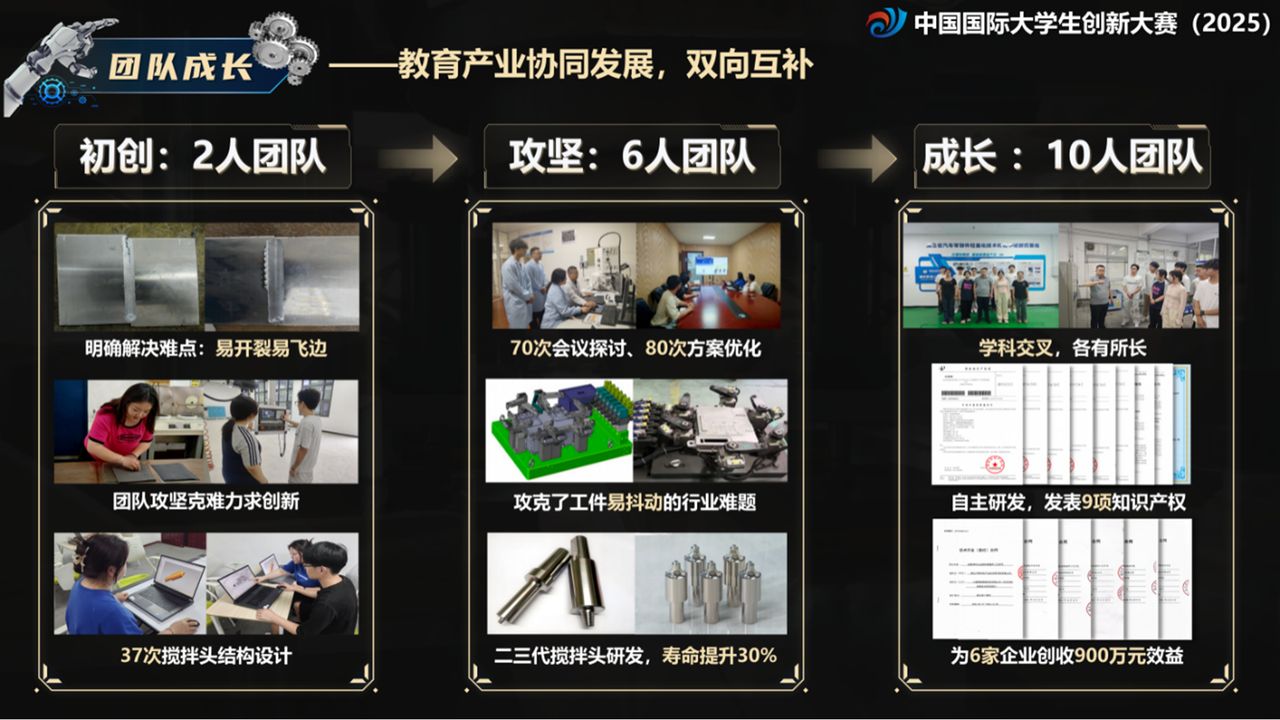 中国国际大学生创新大赛（2025）
团队成长
——教育产业协同发展，双向互补
初创：2人团队
明确解决难点：易开裂易飞边
团队攻坚克难力求创新
37次搅拌头结构设计
攻坚：6人团队
70次会议探讨、80次方案优化
攻克了工件易抖动的行业难题
二三代搅拌头研发，寿命提升30%
成长 ：10人团队
学科交叉，各有所长
自主研发，发表9项知识产权
为6家企业创收900万元效益